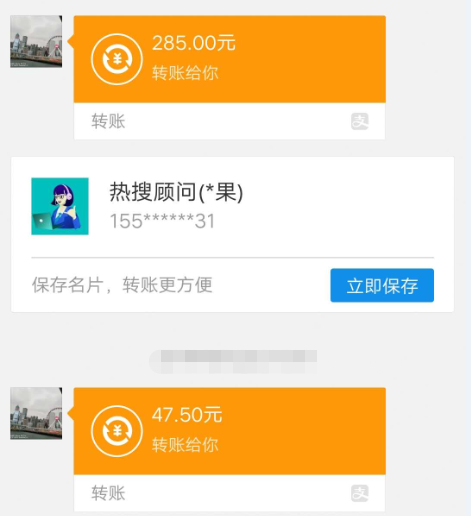 285.00元
转账给你
转账
支
热搜顾问(*果)
155******31
保存名片，转账更方便
立即保存
47.50元
转账给你
转账
支